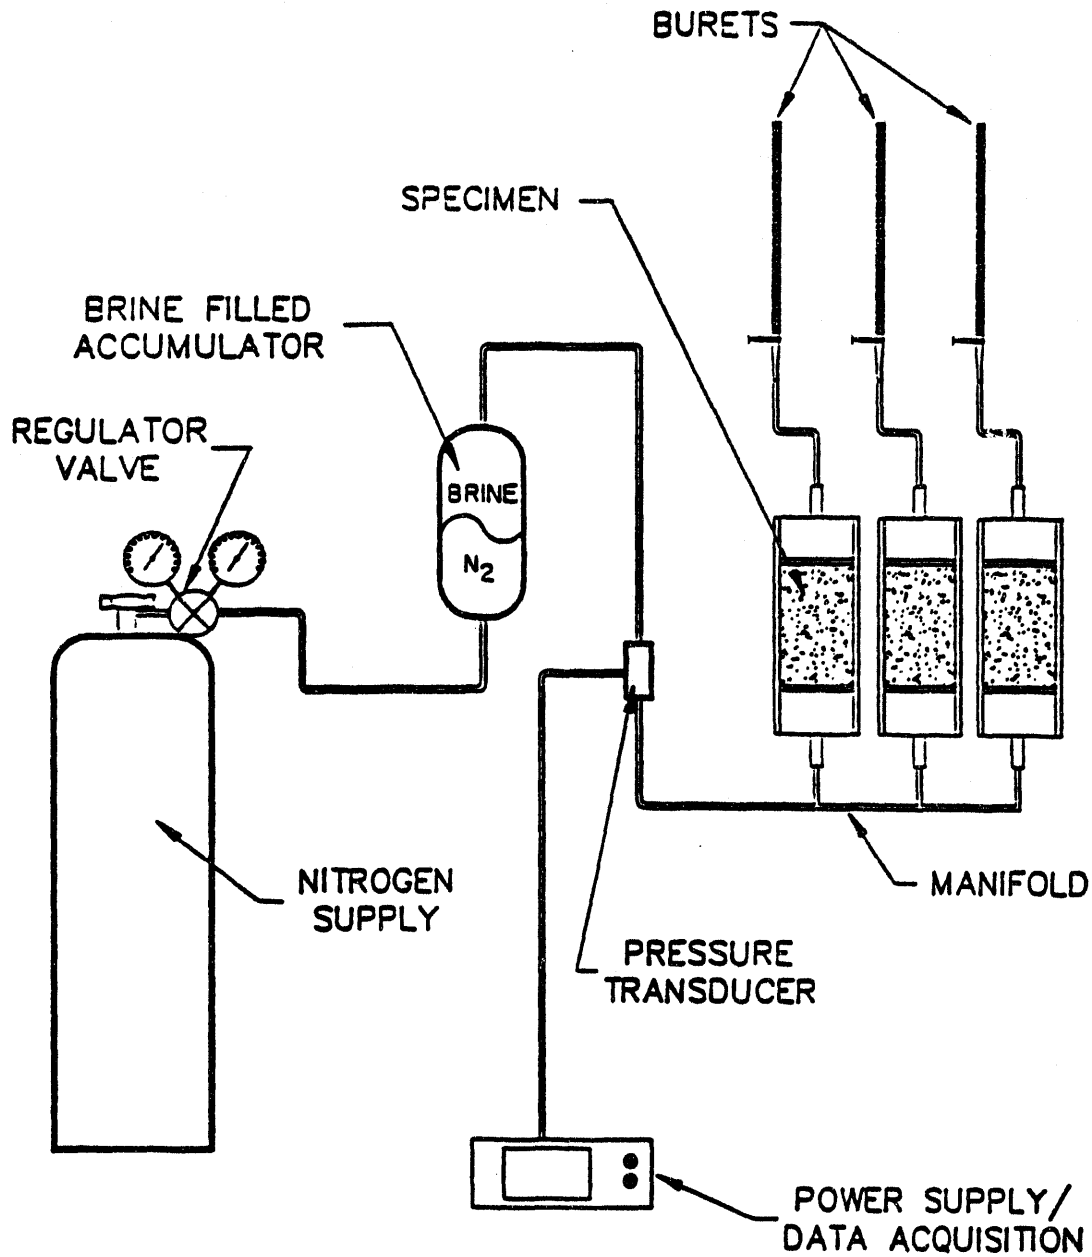 BURETS
SPECIMEN
BRINE FILLED
ACCUMULATOR
REGULATOR
VALVE
BRINE
N2
NITROGEN
SUPPLY
MANIFOLD
PRESSURE
TRANSDUCER
POWER SUPPLY/
DATA ACQUISITION